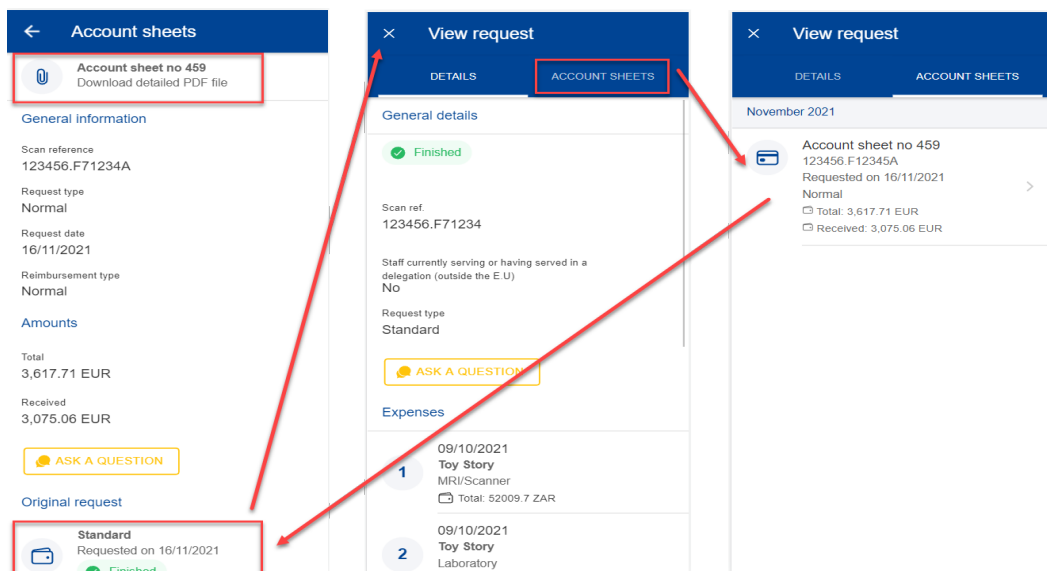 Account sheets
Account sheet no 459
Download detailed PDF file
General information
Scan reference
123456.F71234A
Request type
Normal
Request date
16/11/2021
Reimbursement type
Normal
Amounts
Total
3,617.71 EUR
Received
3,075.06 EUR
ASK A QUESTION
Original request
Standard
Requested on 16/11/2021
Finished
View request
DETAILS
ACCOUNT SHEETS
General details
Finished
Scan ref.
123456.F71234
Staff currently serving or having served in a
delegation (outside the E.U)
No
Request type
Standard
ASK A QUESTION
Expenses
1
09/10/2021
Toy Story
MRI/Scanner
Total: 52009.7 ZAR
2
09/10/2021
Toy Story
Laboratory
View request
DETAILS
ACCOUNT SHEETS
November 2021
Account sheet no 459
123456.F12345A
Requested on 16/11/2021
Normal
Total: 3,617.71 EUR
Received: 3,075.06 EUR